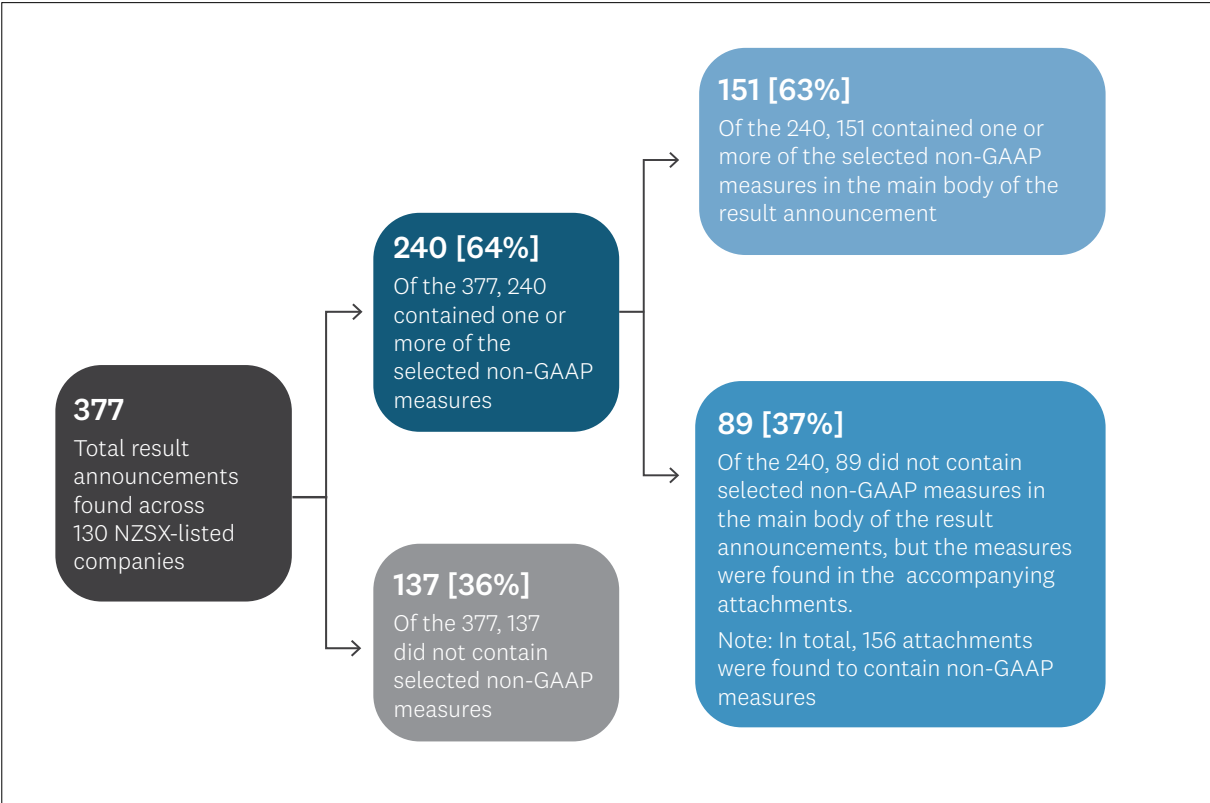 377
Total result
announcements
found across
130 NZSX-listed
companies
240 [64%]
Of the 377, 240
contained one or
more of the
selected non-GAAP
measures
137 [36%]
Of the 377, 137
did not contain
selected non-GAAP
measures
151 [63%]
Of the 240, 151 contained one or
more of the selected non-GAAP
measures in the main body of the
result announcement
89 [37%]
Of the 240, 89 did not contain
selected non-GAAP measures in
the main body of the result
announcements, but the measures
were found in the accompanying
attachments.
Note: In total, 156 attachments
were found to contain non-GAAP
measures